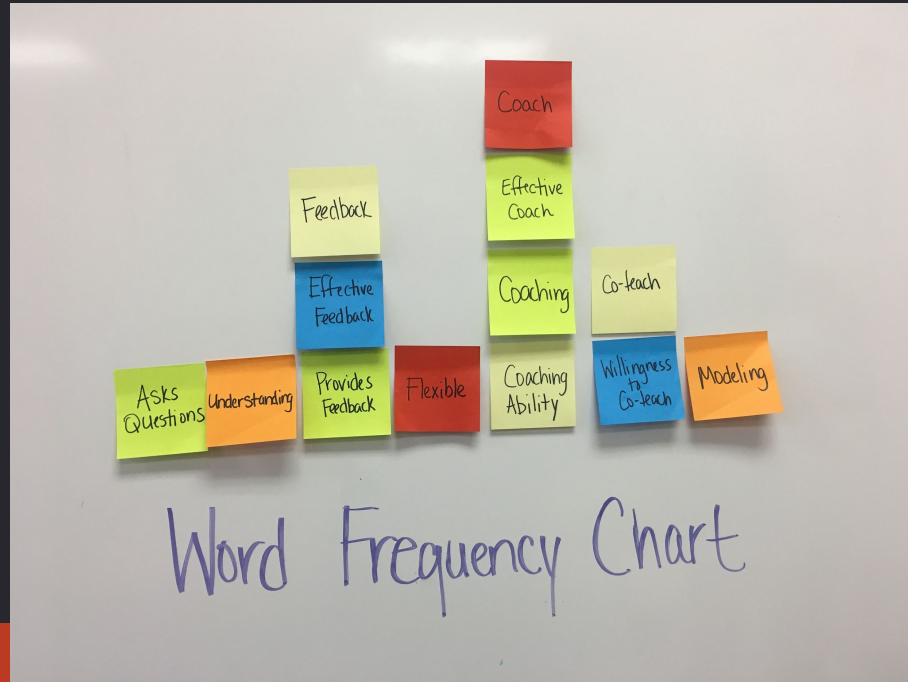 Coach
Effective
Coach
Feedback
Effective
Feedback
Coaching
Co-teach
Asks
Questions
Understanding
Provides
Feedback
Flexible
Coaching
Ability
Willingness
to
Co-teach
Modeling
Word Frequency Chart